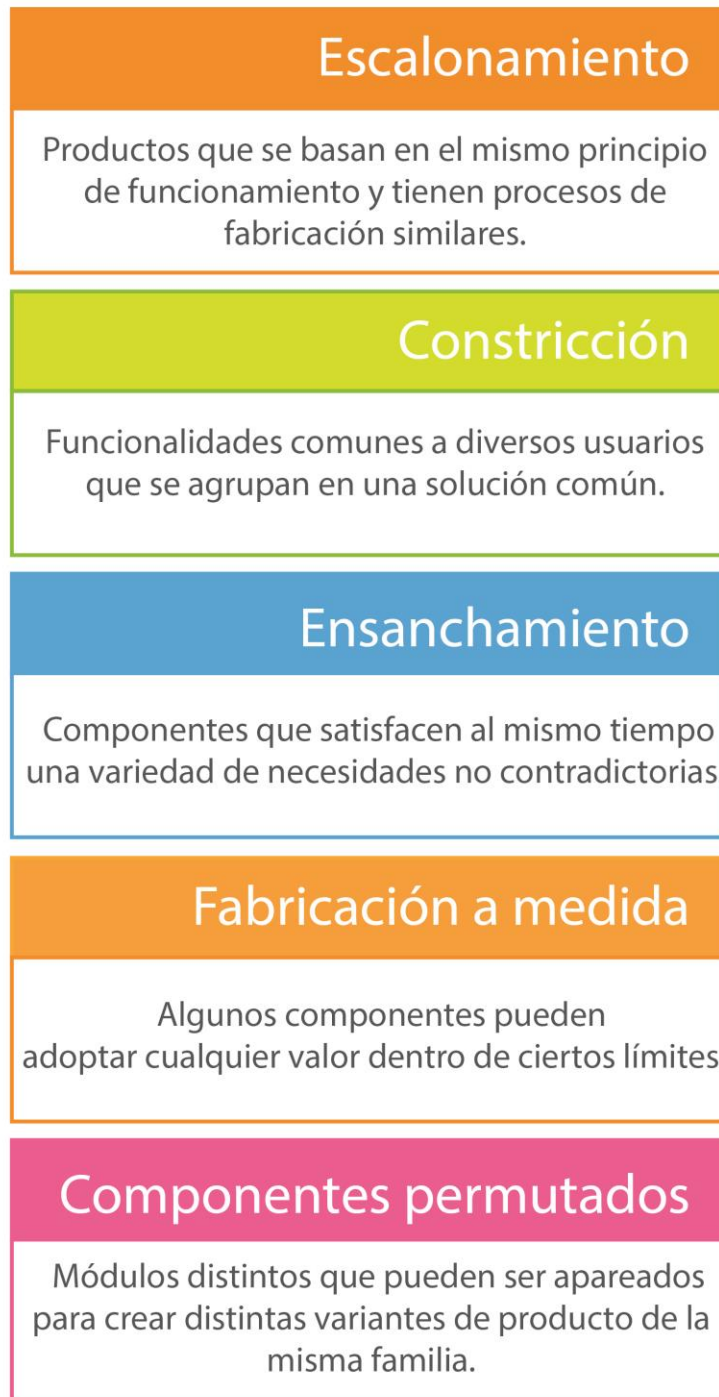 Escalonamiento
Productos que se basan en el mismo principio
de funcionamiento y tienen procesos de
fabricación similares.
Constricción
Funcionalidades comunes a diversos usuarios
que se agrupan en una solución común.
Ensanchamiento
Componentes que satisfacen al mismo tiempo
una variedad de necesidades no contradictorias
Fabricación a medida
Algunos componentes pueden
adoptar cualquier valor dentro de ciertos límites
Componentes permutados
Módulos distintos que pueden ser apareados
para crear distintas variantes de producto de la
misma familia.